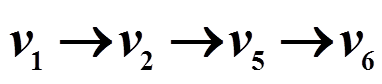 v₁ → v₂ → v₅ → v₆